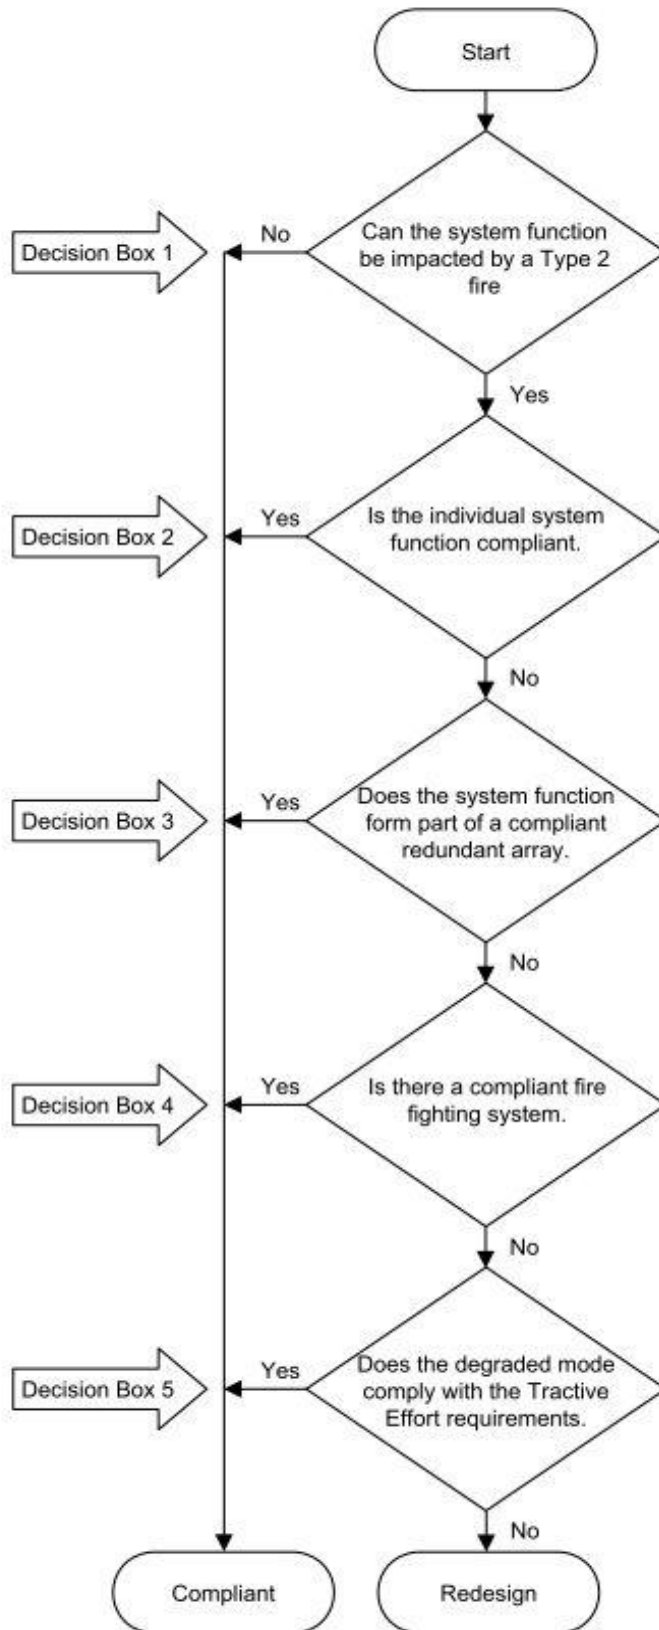 Start
Decision Box 1
No
Can the system function
be impacted by a Type 2
fire
Yes
Decision Box 2
Yes
Is the individual system
function compliant.
No
Decision Box 3
Yes
Does the system function
form part of a compliant
redundant array.
No
Decision Box 4
Yes
Is there a compliant fire
fighting system.
No
Decision Box 5
Yes
Does the degraded mode
comply with the Tractive
Effort requirements.
No
Compliant
Redesign